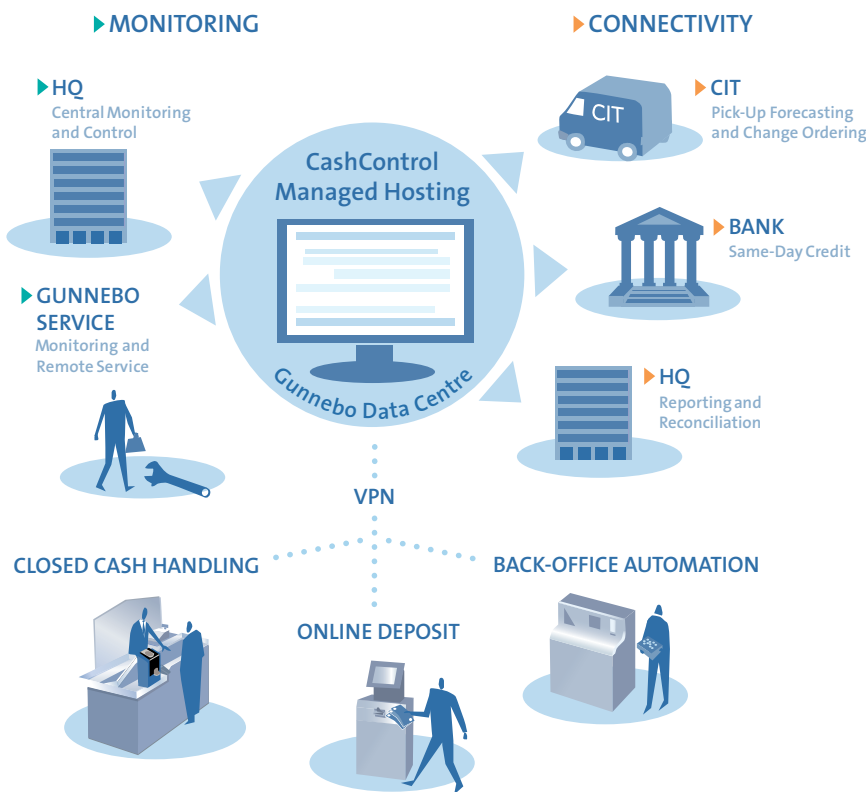 MONITORING
HQ
Central Monitoring
and Control
GUNNEBO
SERVICE
Monitoring and
Remote Service
CashControl
Managed Hosting
Gunnebo Data Centre
CONNECTIVITY
CIT
CIT
Pick-Up Forecasting
and Change Ordering
BANK
Same-Day Credit
HQ
Reporting and
Reconciliation
VPN
CLOSED CASH HANDLING
ONLINE DEPOSIT
BACK-OFFICE AUTOMATION